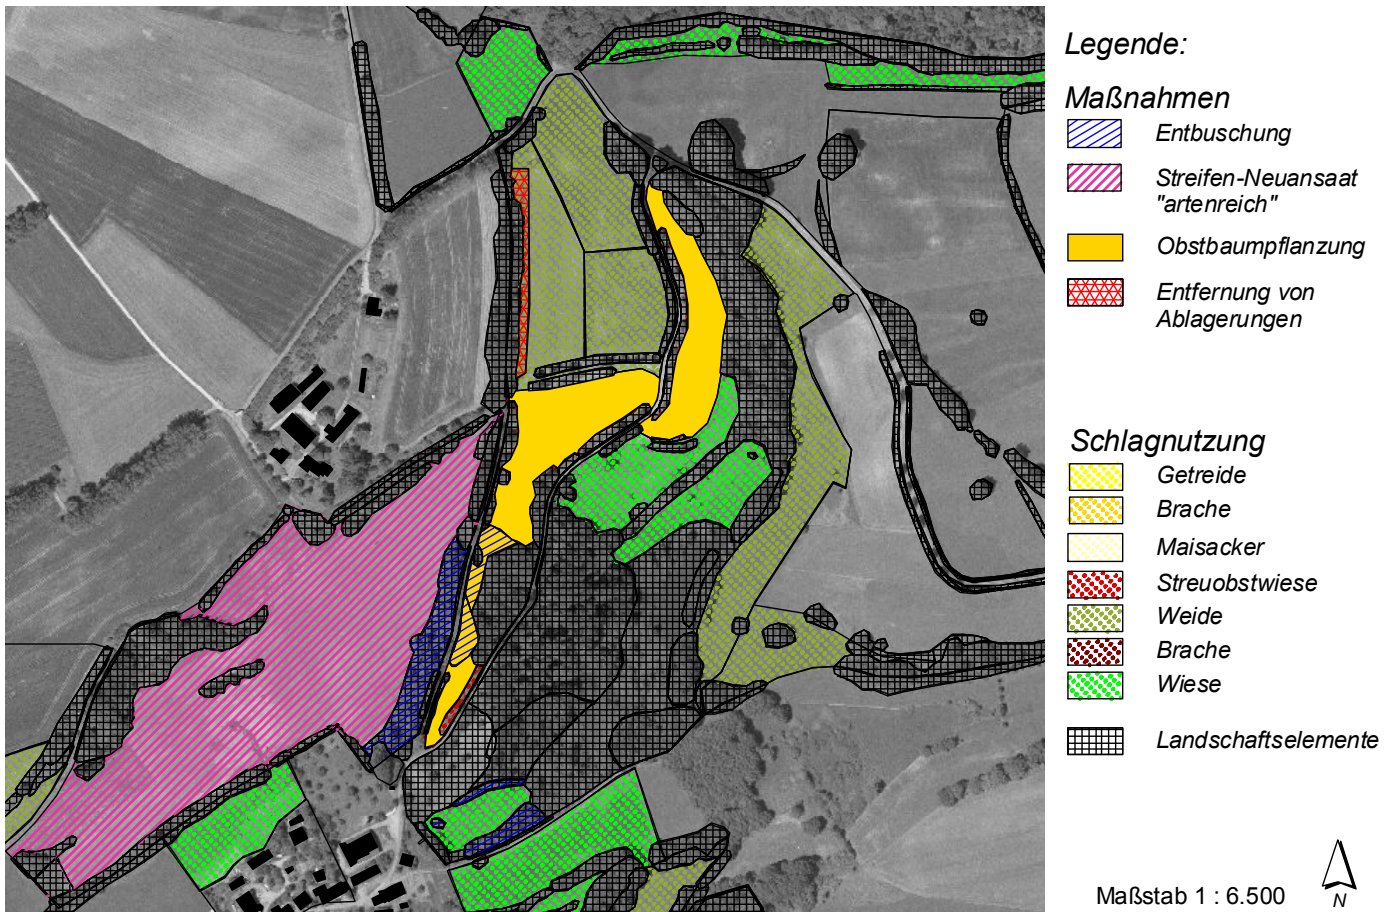 Legende:
Maßnahmen
Entbuschung
Streifen-Neuansaat
"artenreich"
Obstbaumpflanzung
Entfernung von
Ablagerungen
Schlagnutzung
Getreide
Brache
Maisacker
Streuobstwiese
Weide
Brache
Wiese
Landschaftselemente
Maßstab 1 : 6.500
N